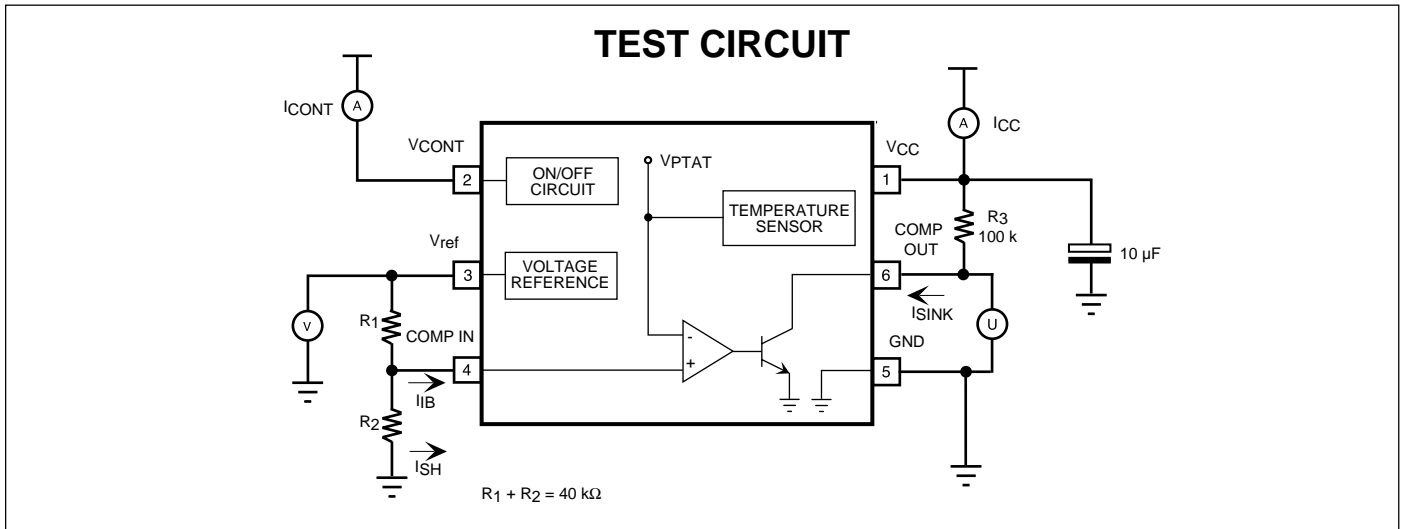 TEST CIRCUIT
ICONT
A
VCONT
2
ON/OFF
CIRCUIT
VPTAT
TEMPERATURE
SENSOR
VCC
1
A
ICC
R3
100 k
COMP
OUT
10 µF
Vref
3
VOLTAGE
REFERENCE
6
ISINK
U
V
R1
COMP IN
4
-
+
GND
5
IIB
R2
ISH
R1 + R2 = 40 kΩ